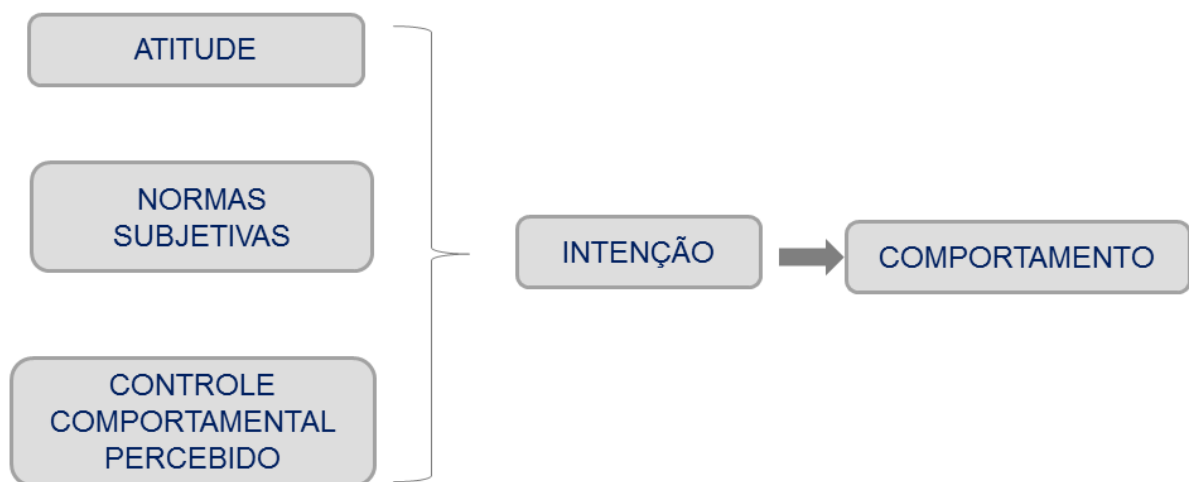 ATITUDE
NORMAS
SUBJETIVAS
CONTROLE
COMPORTAMENTAL
PERCEBIDO
INTENÇÃO
COMPORTAMENTO